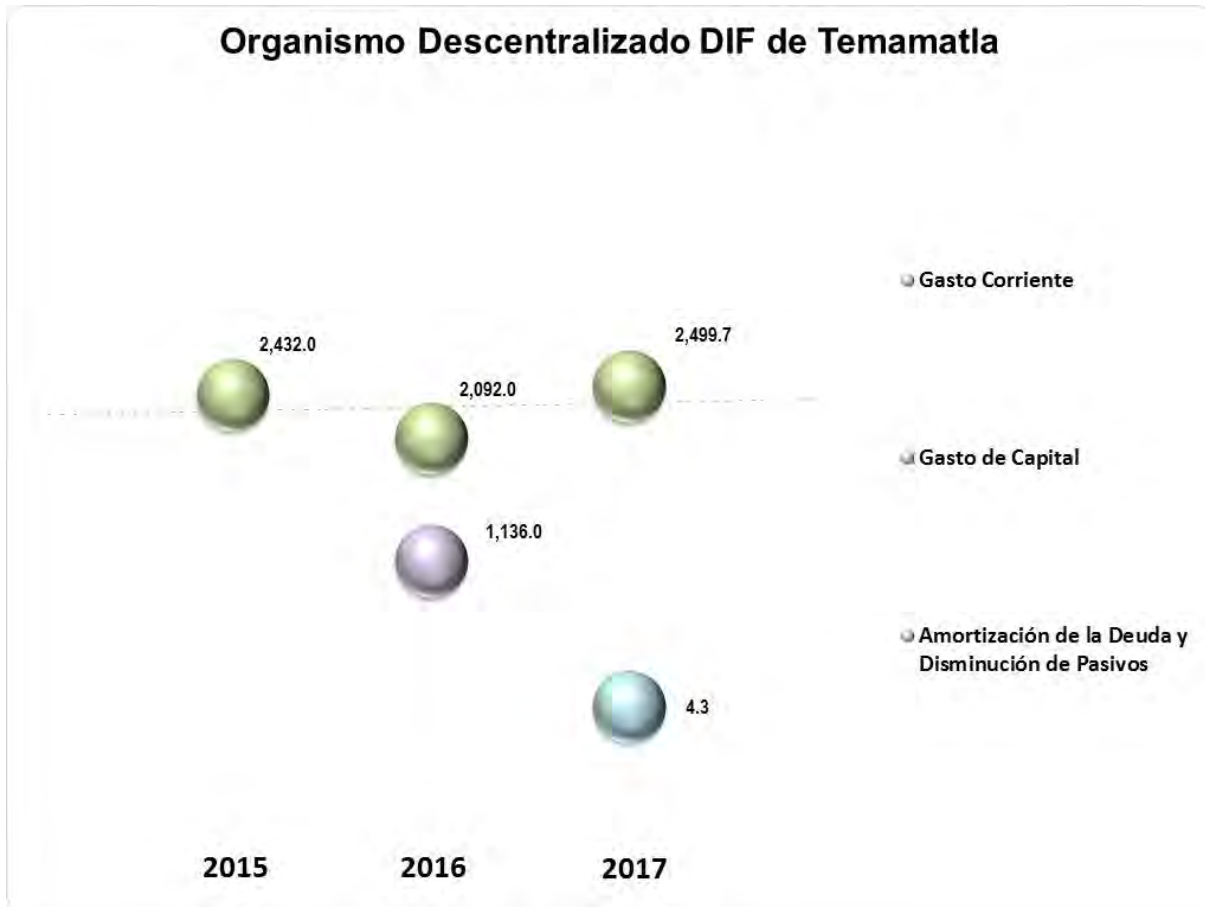 Organismo Descentralizado DIF de Temamatla
Gasto Corriente
2,499.7
2,432.0
2,092.0
Gasto de Capital
1,136.0
Amortización de la Deuda y
Disminución de Pasivos
4.3
2015
2016
2017